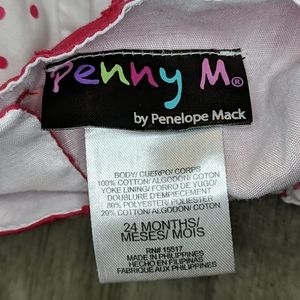 Penny M®
by Penelope Mack
BODY/ CUERPO/ CORPS
100% COTTON/ ALGODON/ COTON
YOKE LINING/ FORRO DE YUGO/
DOUBLURE D'EMPIECEMENT
80% POLYESTER/ POLIESTER
20% COTTON/ ALGODON/ COTON
24 MONTHS/
MESES/ MOIS
RN# 15517
MADE IN PHILIPPINES
HECHO EN FILIPINAS
FABRIQUE AUX PHILIPPINES